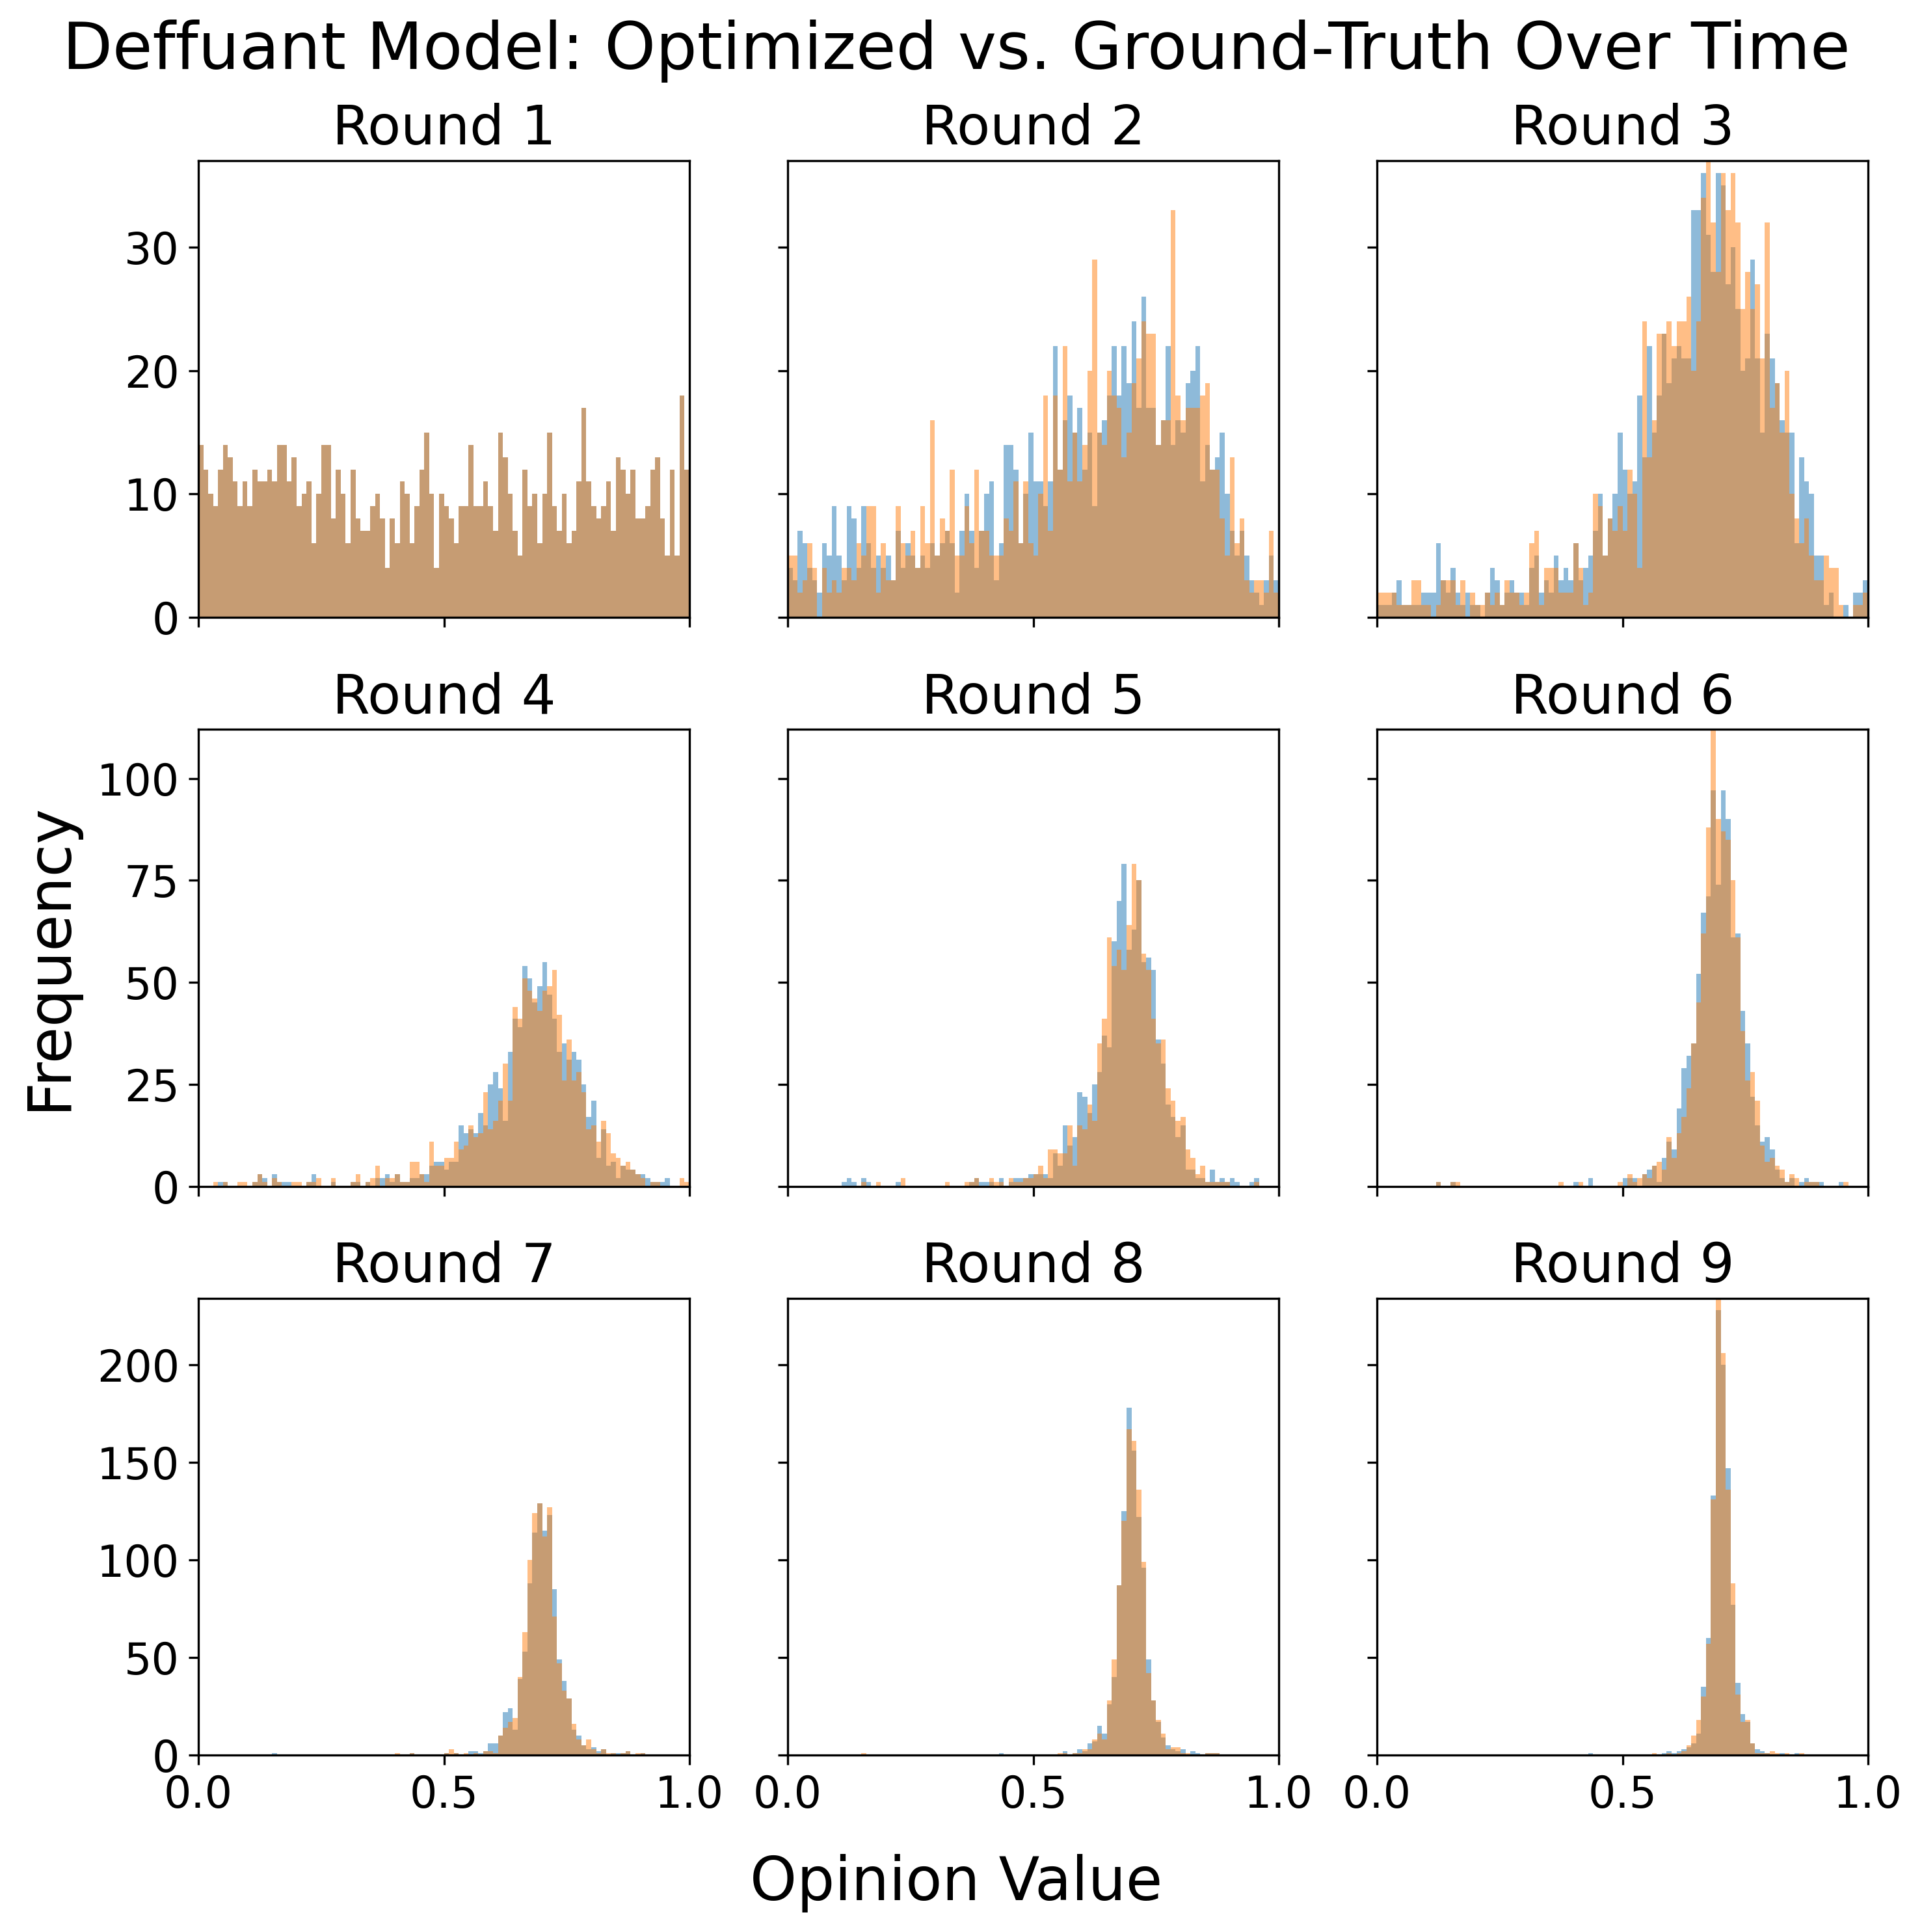 Deffuant Model: Optimized vs. Ground-Truth Over Time
Round 1
Round 2
Round 3
30
20
10
0
Round 4
Round 5
Round 6
100
75
50
25
0
Frequency
Round 7
Round 8
Round 9
200
150
100
50
0
0.0 0.5 1.0 0.0 0.5 1.0 0.0 0.5 1.0
Opinion Value